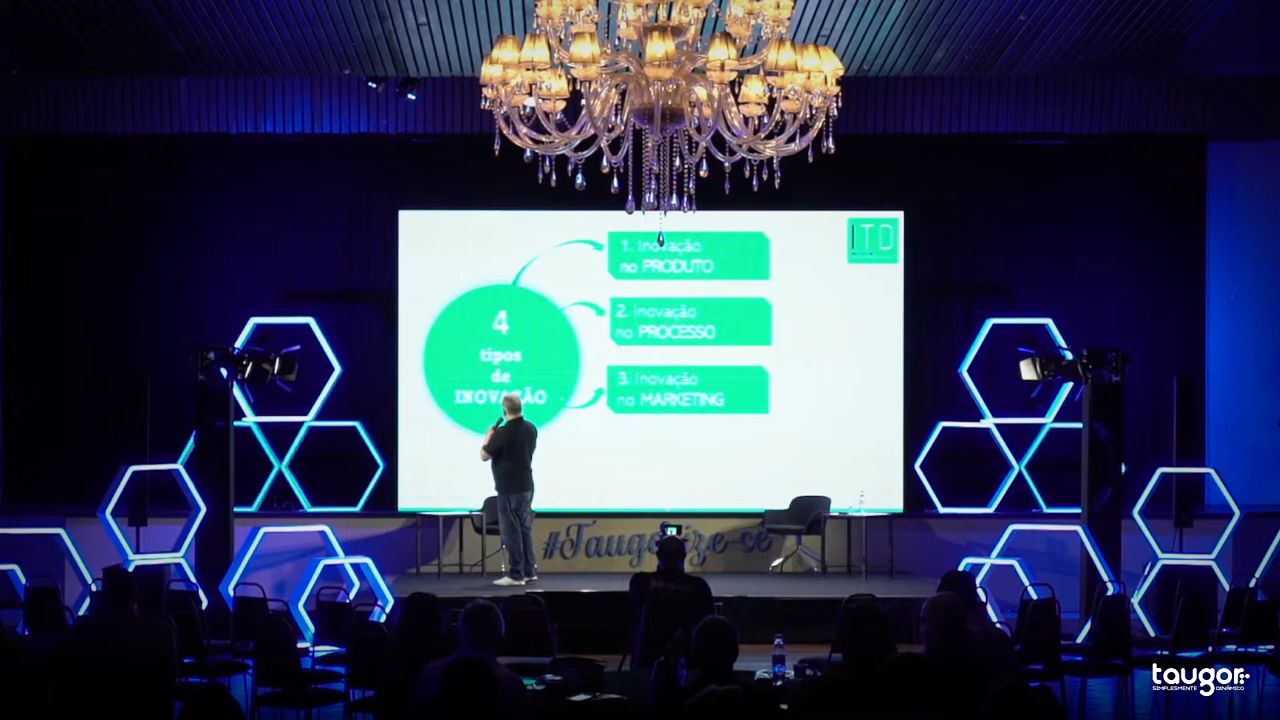 1. Inovação
no PRODUTO
ITD
2. Inovação
no PROCESSO
4
tipos
de
INOVAÇÃO
3. Inovação
no MARKETING
#Taugorize-se
taugor
SIMPLESMENTE DINÂMICO